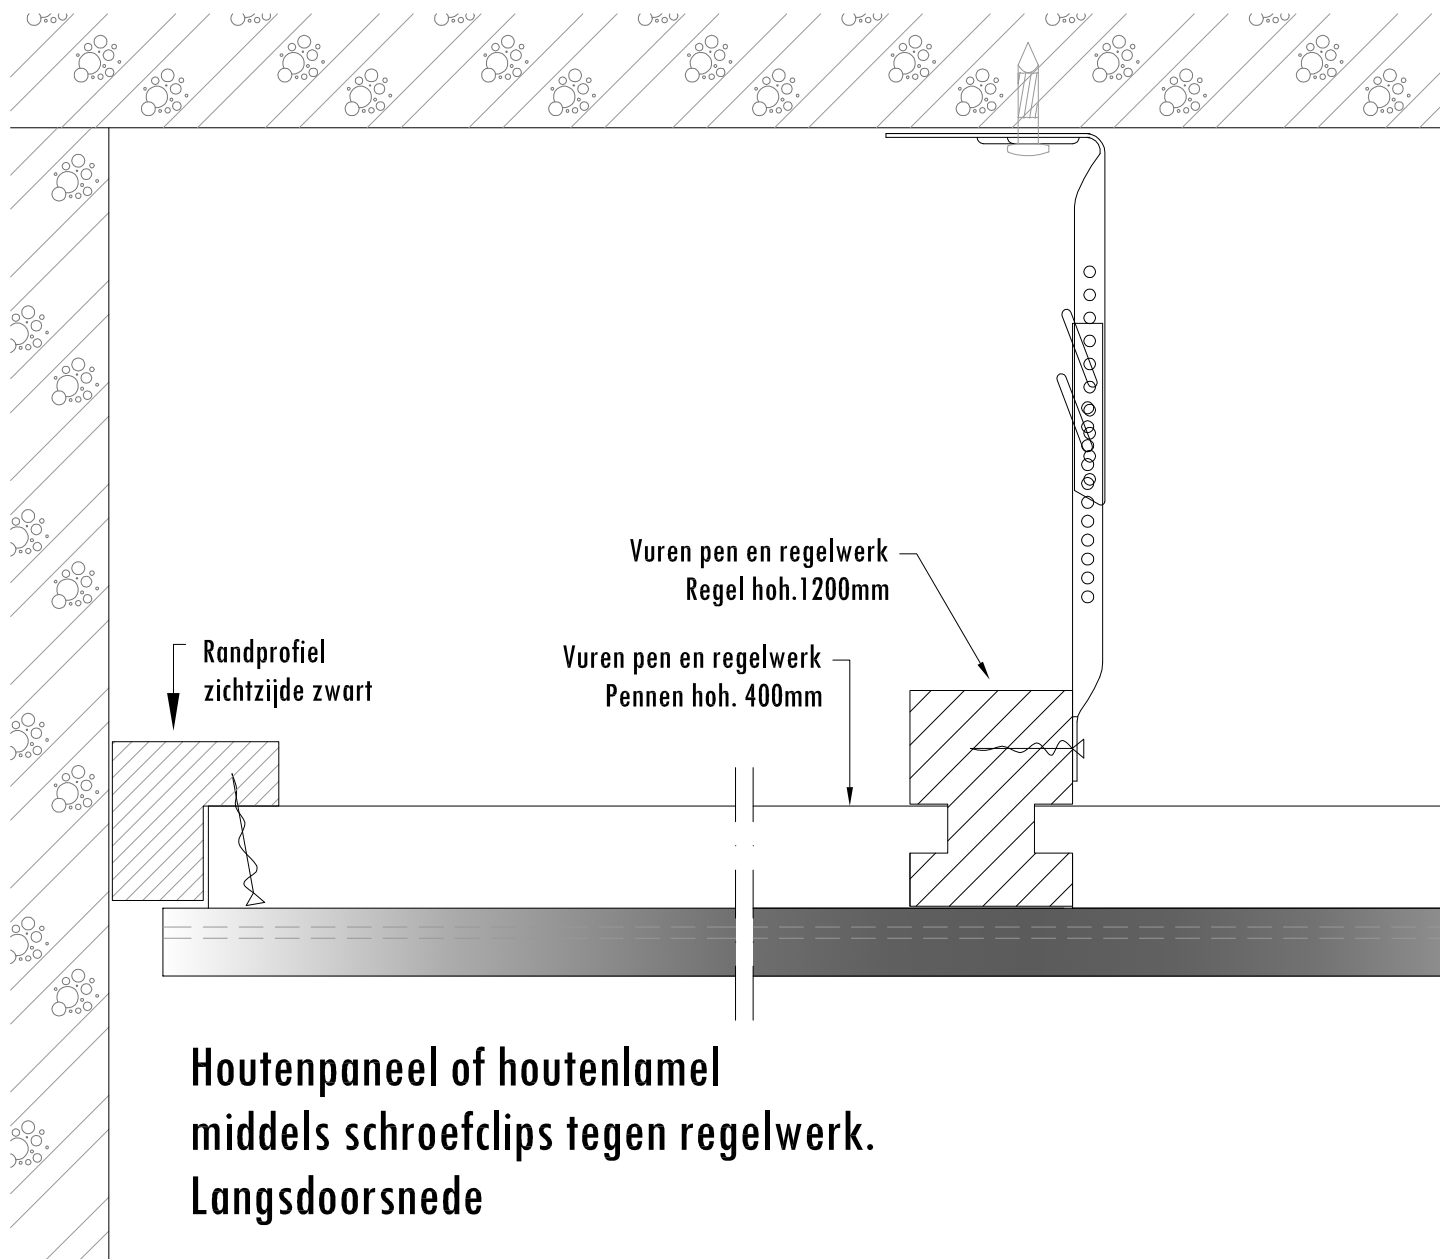 Vuren pen en regelwerk
Regel hoh.1200mm
Randprofiel
zichtzijde zwart
Vuren pen en regelwerk
Pennen hoh. 400mm
Houtenpaneel of houtenlamel
middels schroefclips tegen regelwerk.
Langsdoorsnede